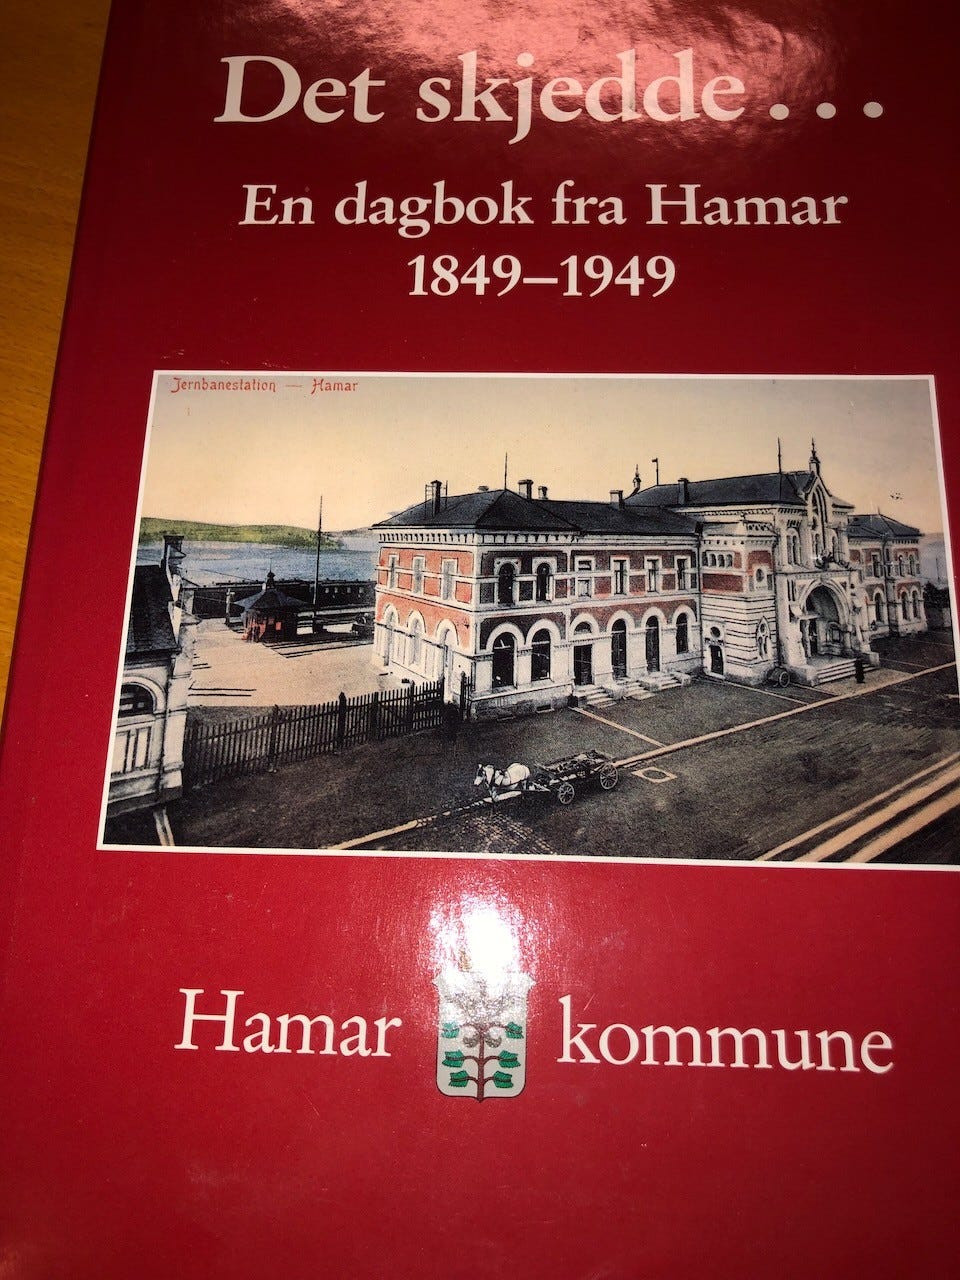 Det skjedde...
En dagbok fra Hamar
1849–1949
Jernbanestation — Hamar
Hamar kommune